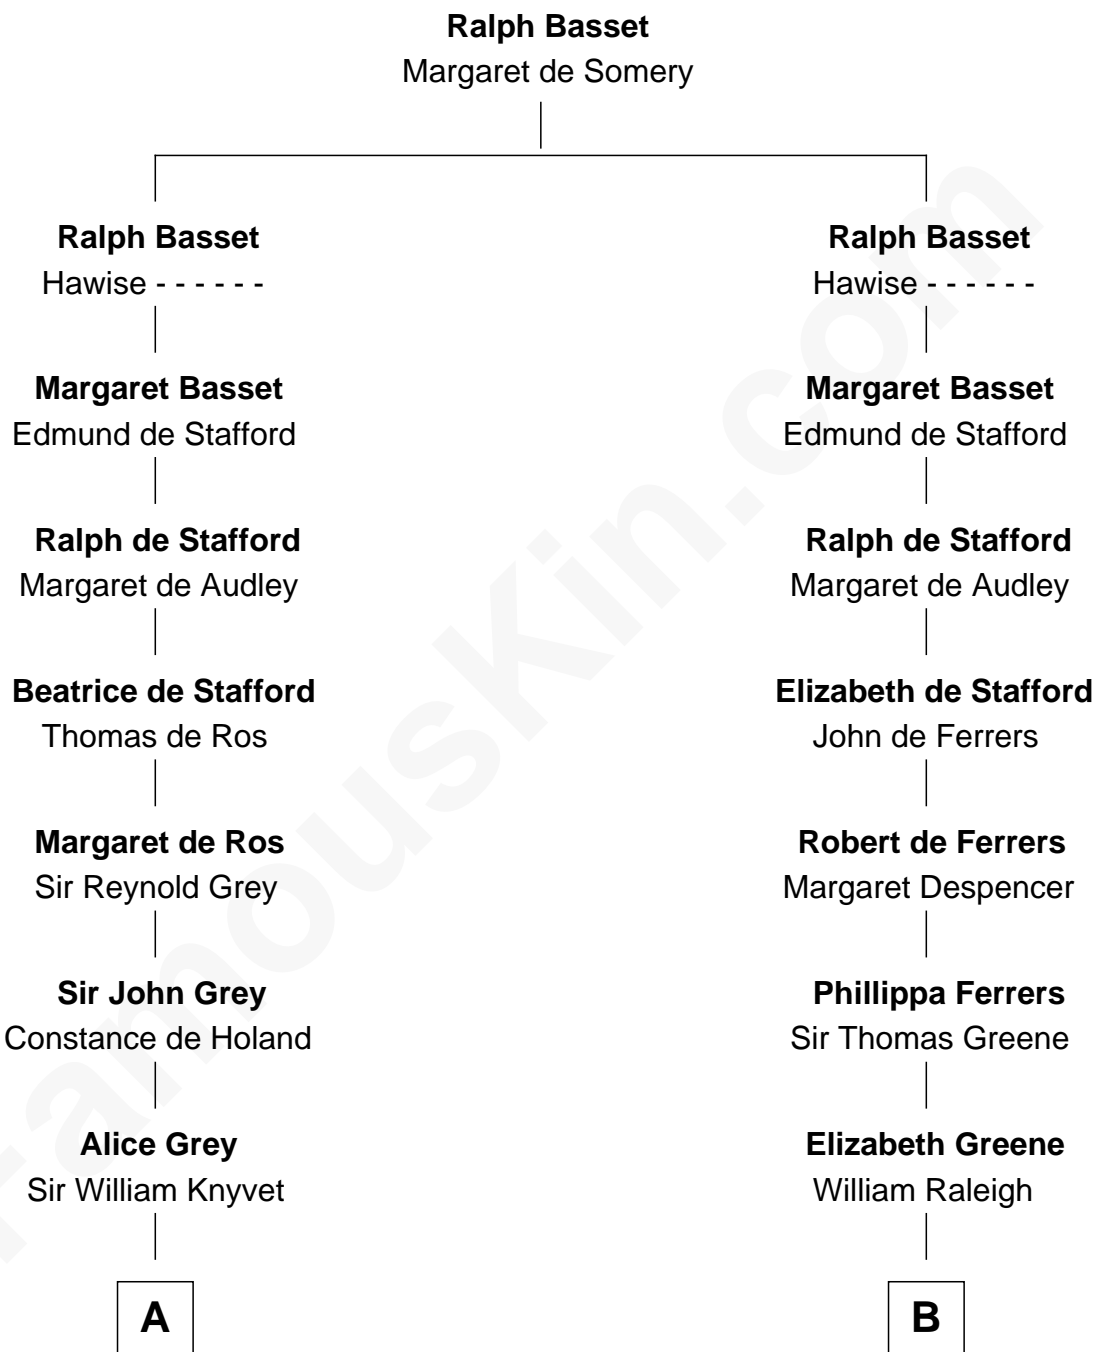 Ralph Basset
Margaret de Somery
Ralph Basset
Hawise - - - - - -
Margaret Basset
Edmund de Stafford
Ralph de Stafford
Margaret de Audley
Beatrice de Stafford
Thomas de Ros
Margaret de Ros
Sir Reynold Grey
Sir John Grey
Constance de Holand
Alice Grey
Sir William Knyvet
A
Ralph Basset
Hawise - - - - - -
Margaret Basset
Edmund de Stafford
Ralph de Stafford
Margaret de Audley
Elizabeth de Stafford
John de Ferrers
Robert de Ferrers
Margaret Despencer
Phillippa Ferrers
Sir Thomas Greene
Elizabeth Greene
William Raleigh
B
FamousKin.com